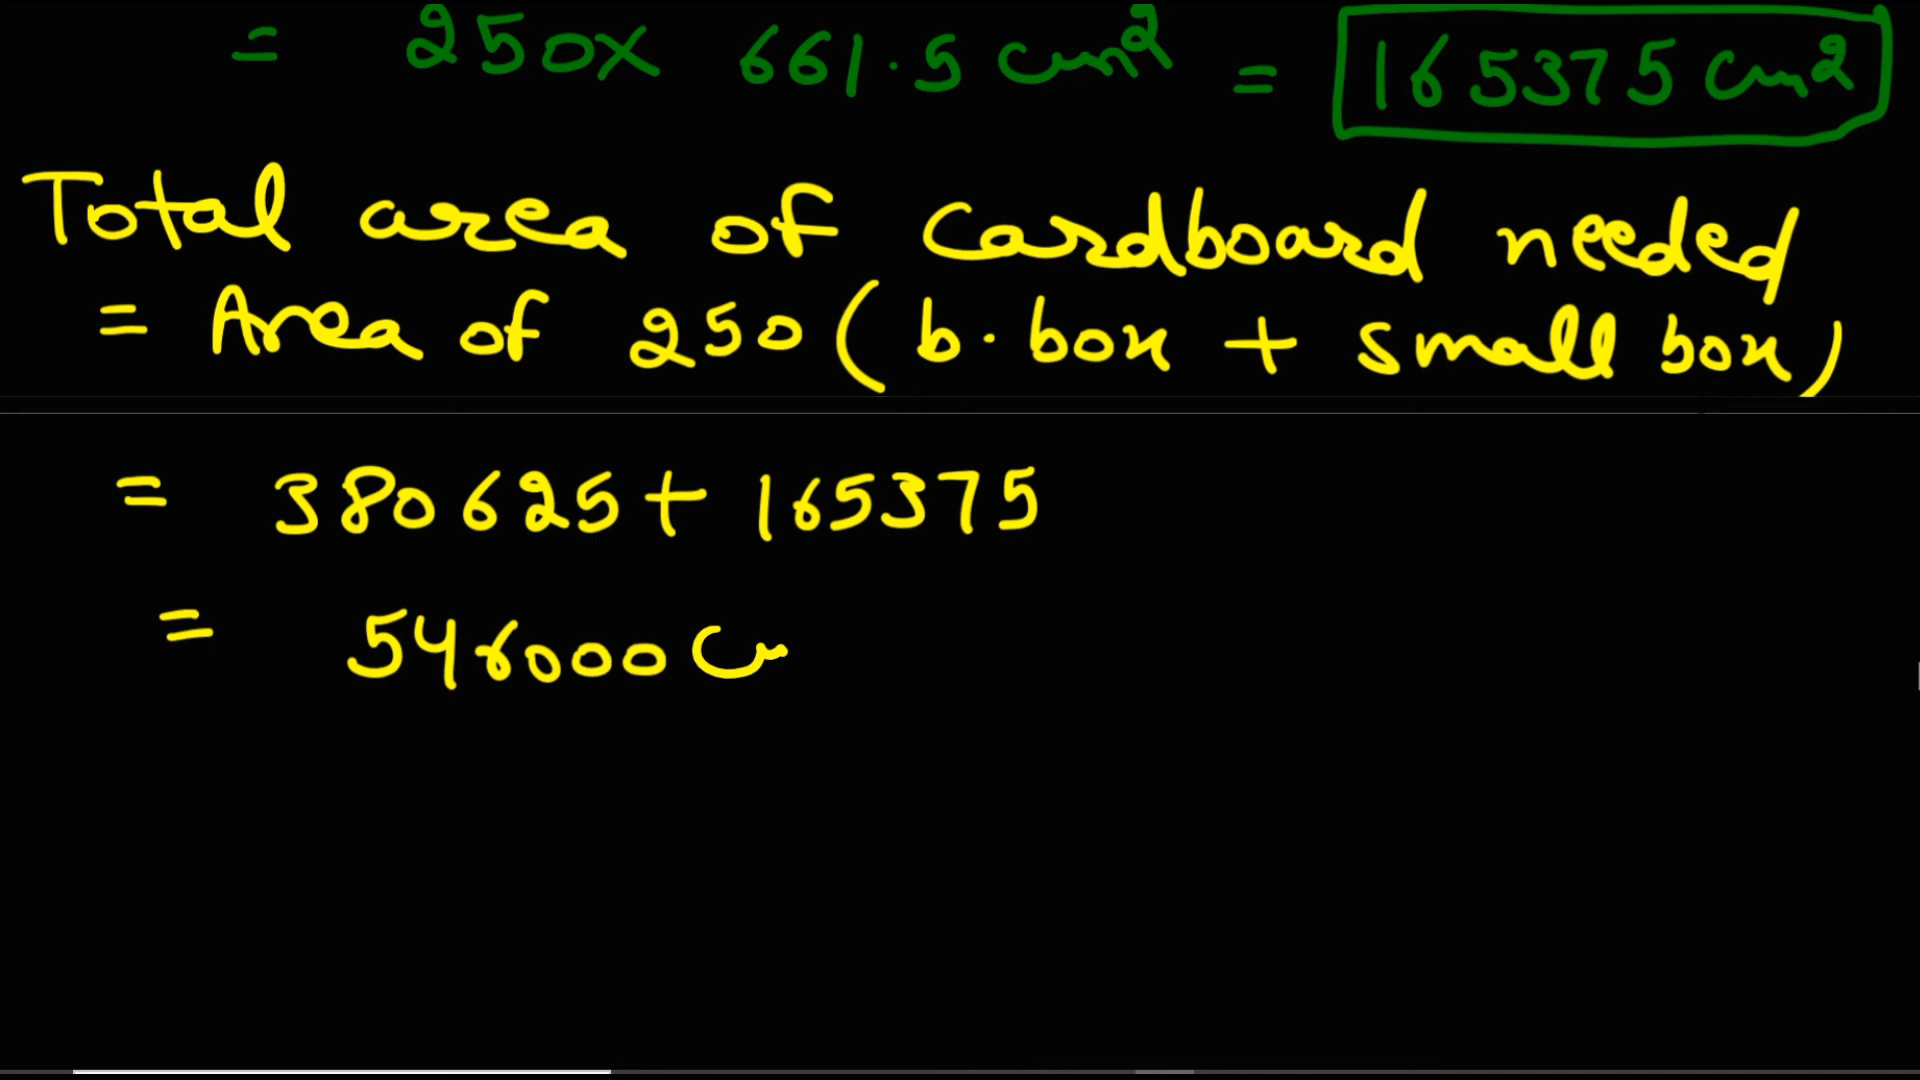 = 250x 661.5 cm² = 165375 cm²
Total area of Cardboard needed
= Area of 250 (b. box + small box)
= 380625 + 165375
= 546000 Cm